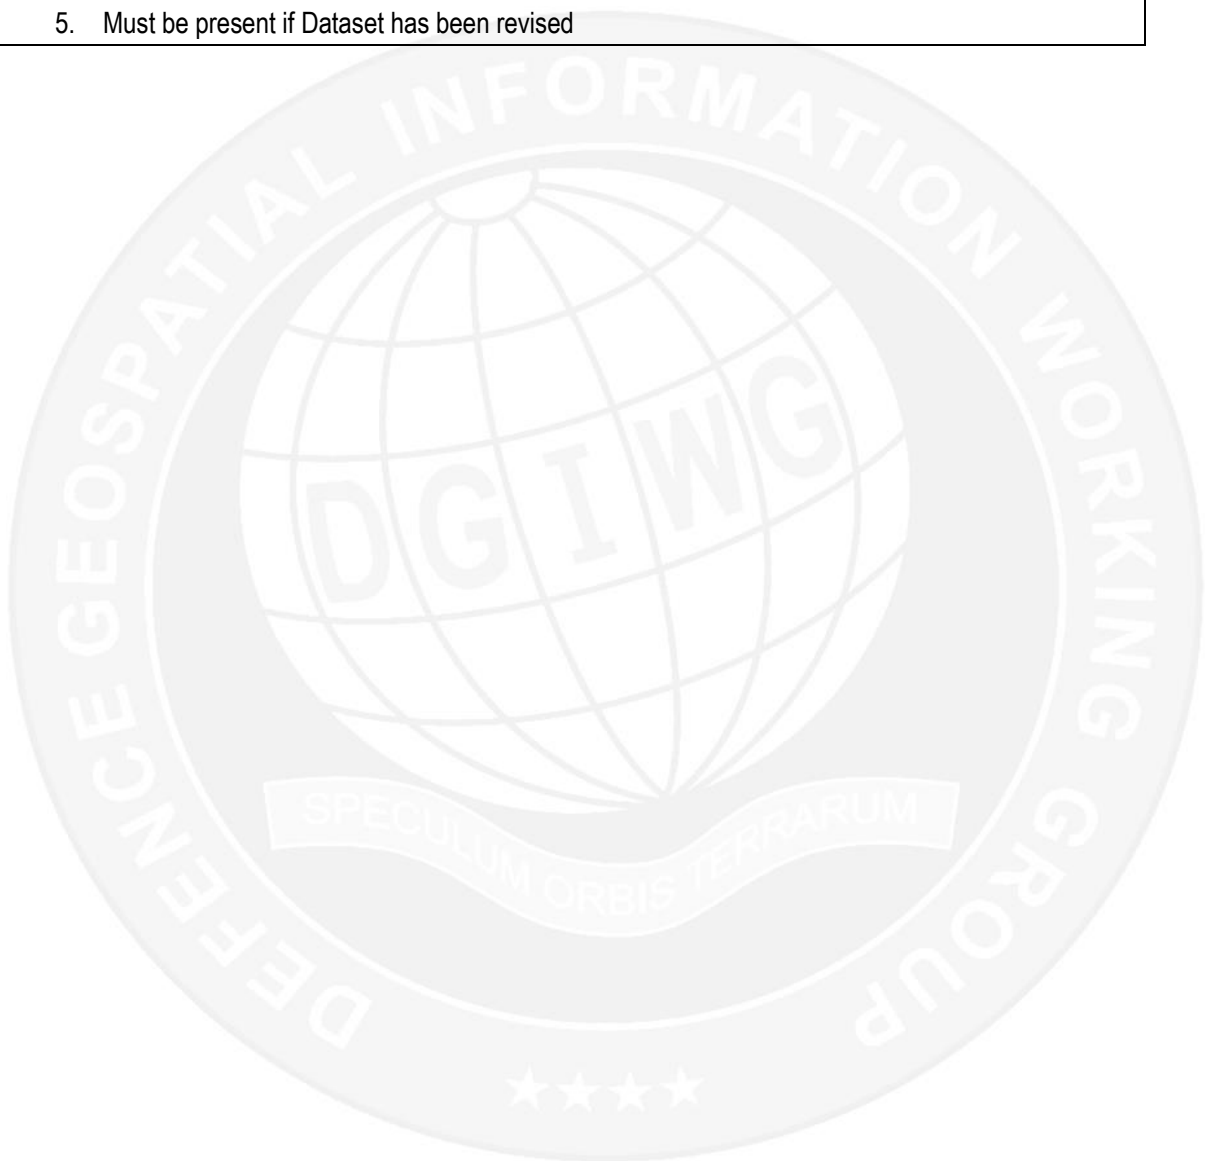 5. Must be present if Dataset has been revised
DEFENCE GEOSPATIAL INFORMATION WORKING GROUP
DGIWG
SPECULUM ORBIS TERRARUM